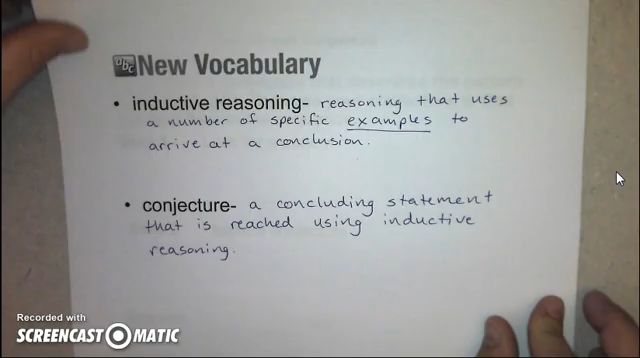 abc New Vocabulary
• inductive reasoning- reasoning that uses
a number of specific examples to
arrive at a conclusion.
• conjecture- a concluding statement
that is reached using inductive
reasoning.
Recorded with
SCREENCAST MATIC